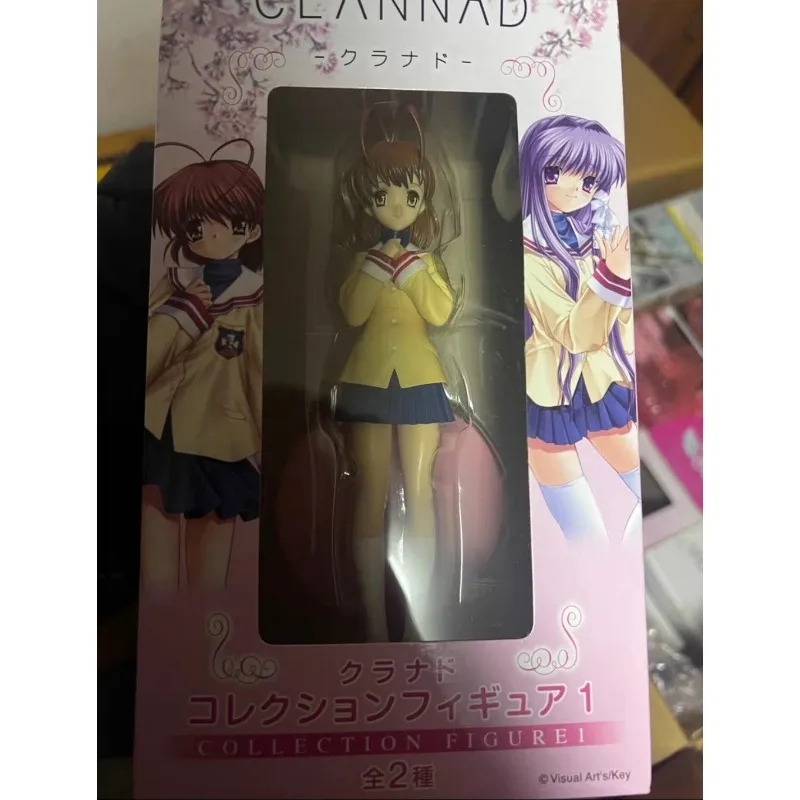 CLANNAD
-クラナド-
クラナド
コレクションフィギュア1
COLLECTION FIGURE1
全2種
©Visual Art's/Key